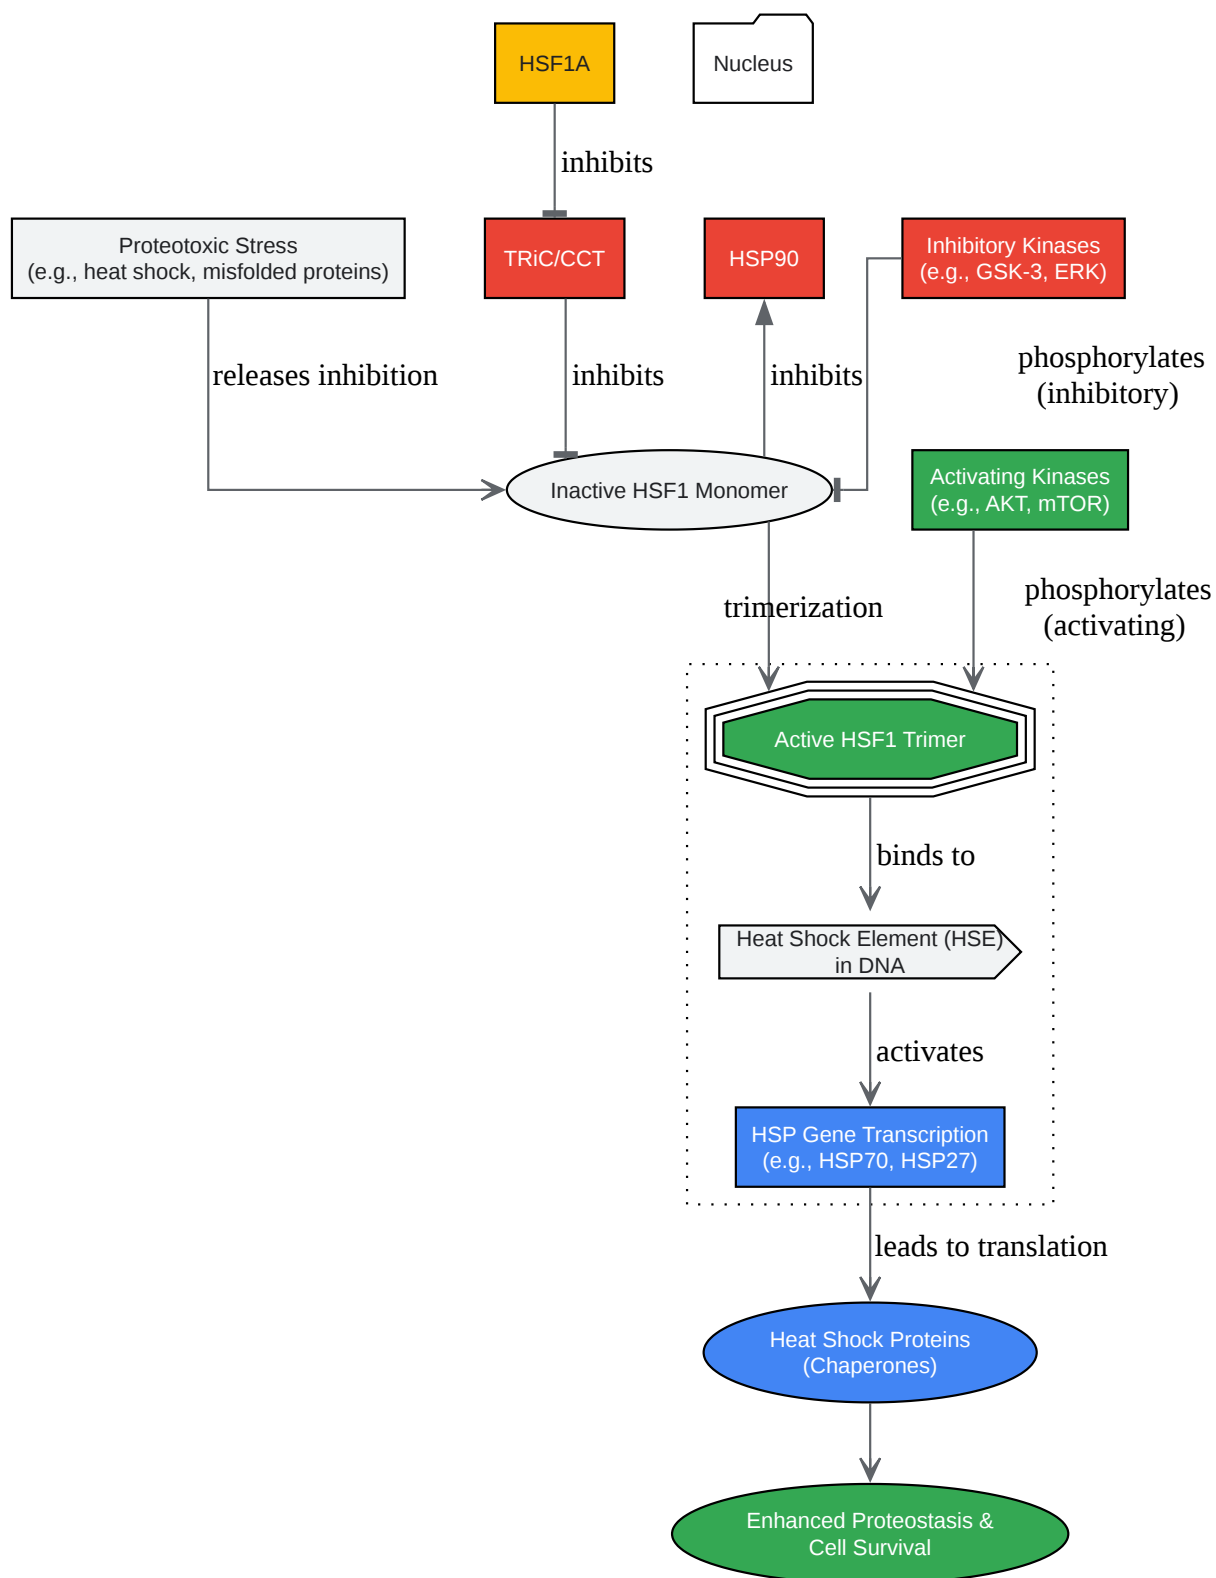 HSF1A
Nucleus
inhibits
Proteotoxic Stress
(e.g., heat shock, misfolded proteins)
TRiC/CCT
HSP90
Inhibitory Kinases
(e.g., GSK-3, ERK)
releases inhibition
inhibits
inhibits
phosphorylates
(inhibitory)
Inactive HSF1 Monomer
Activating Kinases
(e.g., AKT, mTOR)
trimerization
phosphorylates
(activating)
Active HSF1 Trimer
binds to
Heat Shock Element (HSE)
in DNA
activates
HSP Gene Transcription
(e.g., HSP70, HSP27)
leads to translation
Heat Shock Proteins
(Chaperones)
Enhanced Proteostasis &
Cell Survival